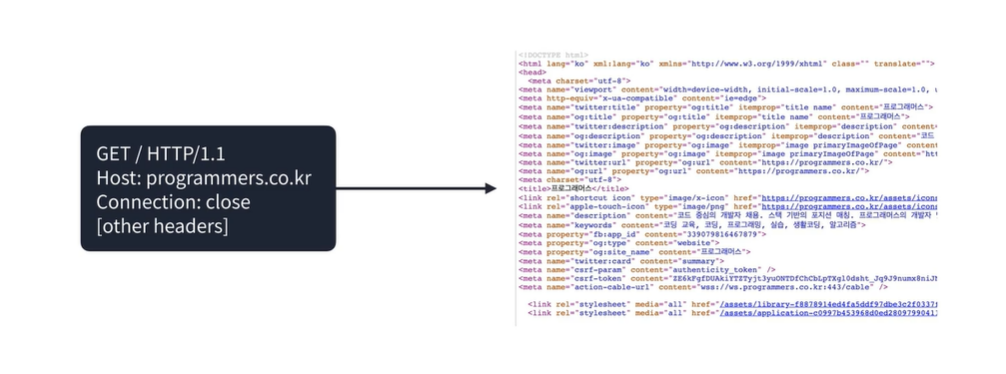 GET / HTTP/1.1
Host: programmers.co.kr
Connection: close
[other headers]
<!DOCTYPE html>
<html lang="ko" xml:lang="ko" xmlns="http://www.w3.org/1999/xhtml" class="" translate="">
<head>
<meta charset="utf-8">
<meta name="viewport" content="width=device-width, initial-scale=1.0, maximum-scale=1.0,
<meta http-equiv="x-ua-compatible" content="ie=edge">
<meta name="twitter:title" property="og:title" itemprop="title name" content="프로그래머스">
<meta name="og:title" property="og:title" itemprop="title name" content="프로그래머스">
<meta name="twitter:description" property="og:description" itemprop="description" content=
<meta name="og:description" property="og:description" itemprop="description" content="코드
<meta name="twitter:image" property="og:image" itemprop="image primaryImageOfPage" content
<meta name="og:image" property="og:image" itemprop="image primaryImageOfPage" content="htt
<meta name="twitter:url" property="og:url" content="https://programmers.co.kr/">
<meta name="og:url" property="og:url" content="https://programmers.co.kr/">
<meta charset="utf-8">
<title>프로그래머스</title>
<link rel="shortcut icon" type="image/x-icon" href="https://programmers.co.kr/assets/icons
<link rel="apple-touch-icon" type="image/png" href="https://programmers.co.kr/assets/icons
<meta name="description" content="코드 중심의 개발자 채용. 스택 기반의 포지션 매칭. 프로그래머스의 개발자
<meta name="keywords" content="코딩 교육, 코딩, 프로그래밍, 실습, 생활코딩, 알고리즘">
<meta property="fb:app_id" content="339079816467879">
<meta property="og:type" content="website">
<meta property="og:site_name" content="프로그래머스">
<meta name="twitter:card" content="summary">
<meta name="csrf-param" content="authenticity_token" />
<meta name="csrf-token"
<meta name="action-cable-url" content="wss://ws.programmers.co.kr:443/cable" />
<link rel="stylesheet" media="all" href="/assets/library-f8878914ed4fa5ddf97dbe3c2f0337
<link rel="stylesheet" media="all" href="/assets/application-c0997b453968d0ed2809799041